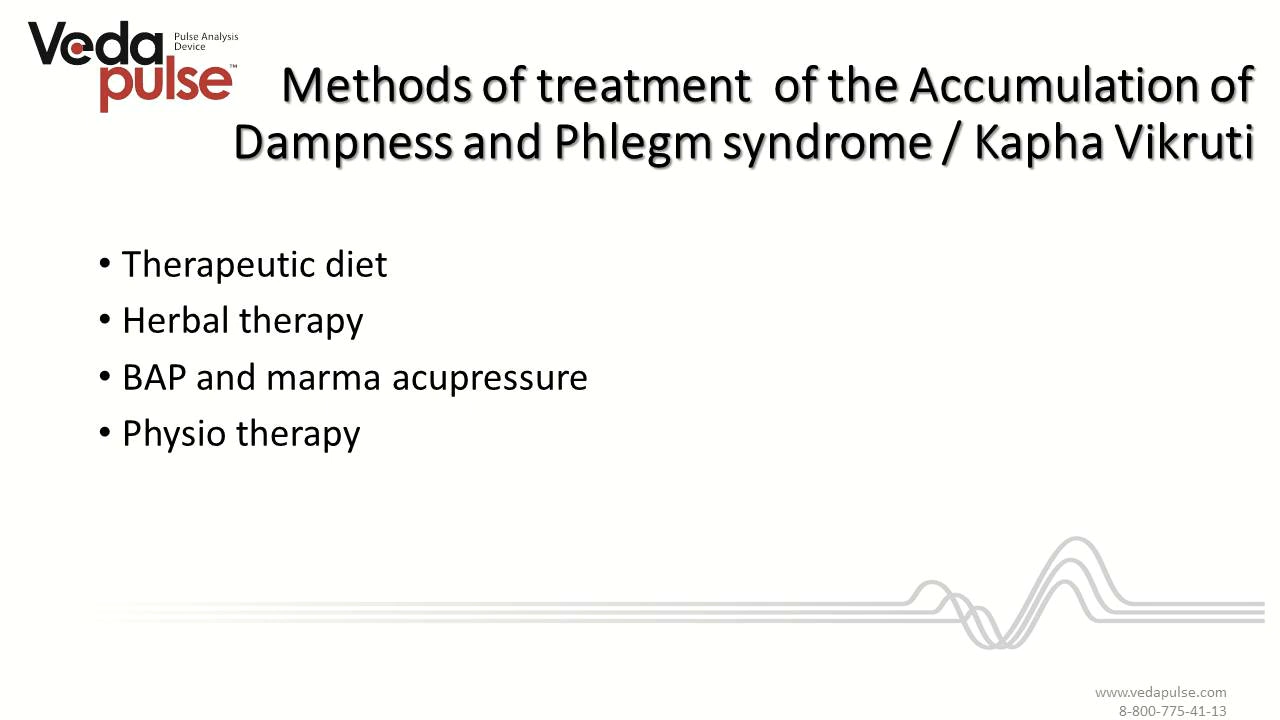 Veda
pulse™
Pulse Analysis
Device
Methods of treatment  of the Accumulation of
Dampness and Phlegm syndrome / Kapha Vikruti
• Therapeutic diet
• Herbal therapy
• BAP and marma acupressure
• Physio therapy
www.vedapulse.com
8-800-775-41-13